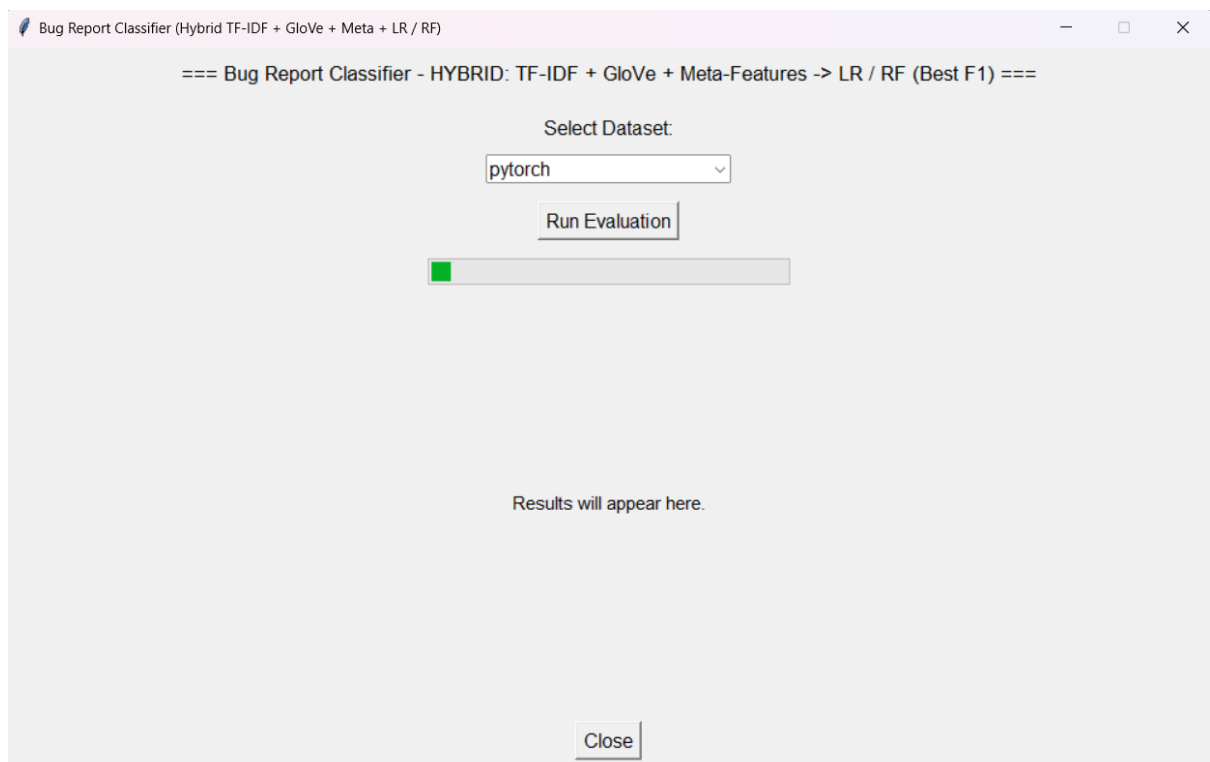 Bug Report Classifier (Hybrid TF-IDF + GloVe + Meta + LR / RF)
=== Bug Report Classifier - HYBRID: TF-IDF + GloVe + Meta-Features -> LR / RF (Best F1) ===
Select Dataset:
pytorch
Run Evaluation
Results will appear here.
Close